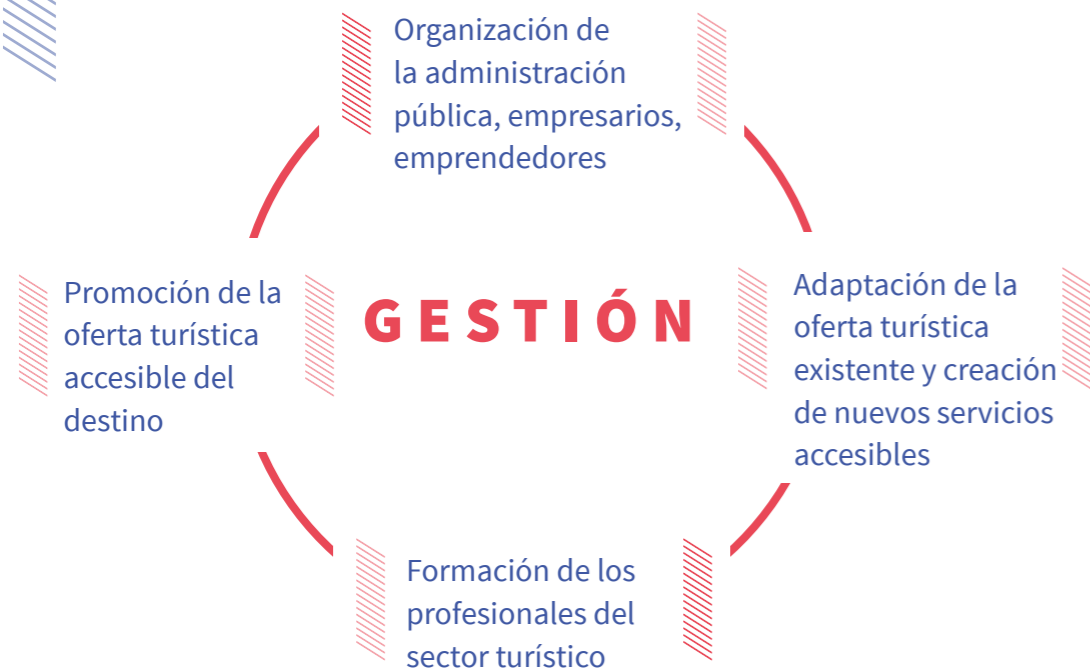 Organización de
la administración
pública, empresarios,
emprendedores
Promoción de la
oferta turística
accesible del
destino
GESTIÓN
Adaptación de la
oferta turística
existente y creación
de nuevos servicios
accesibles
Formación de los
profesionales del
sector turístico